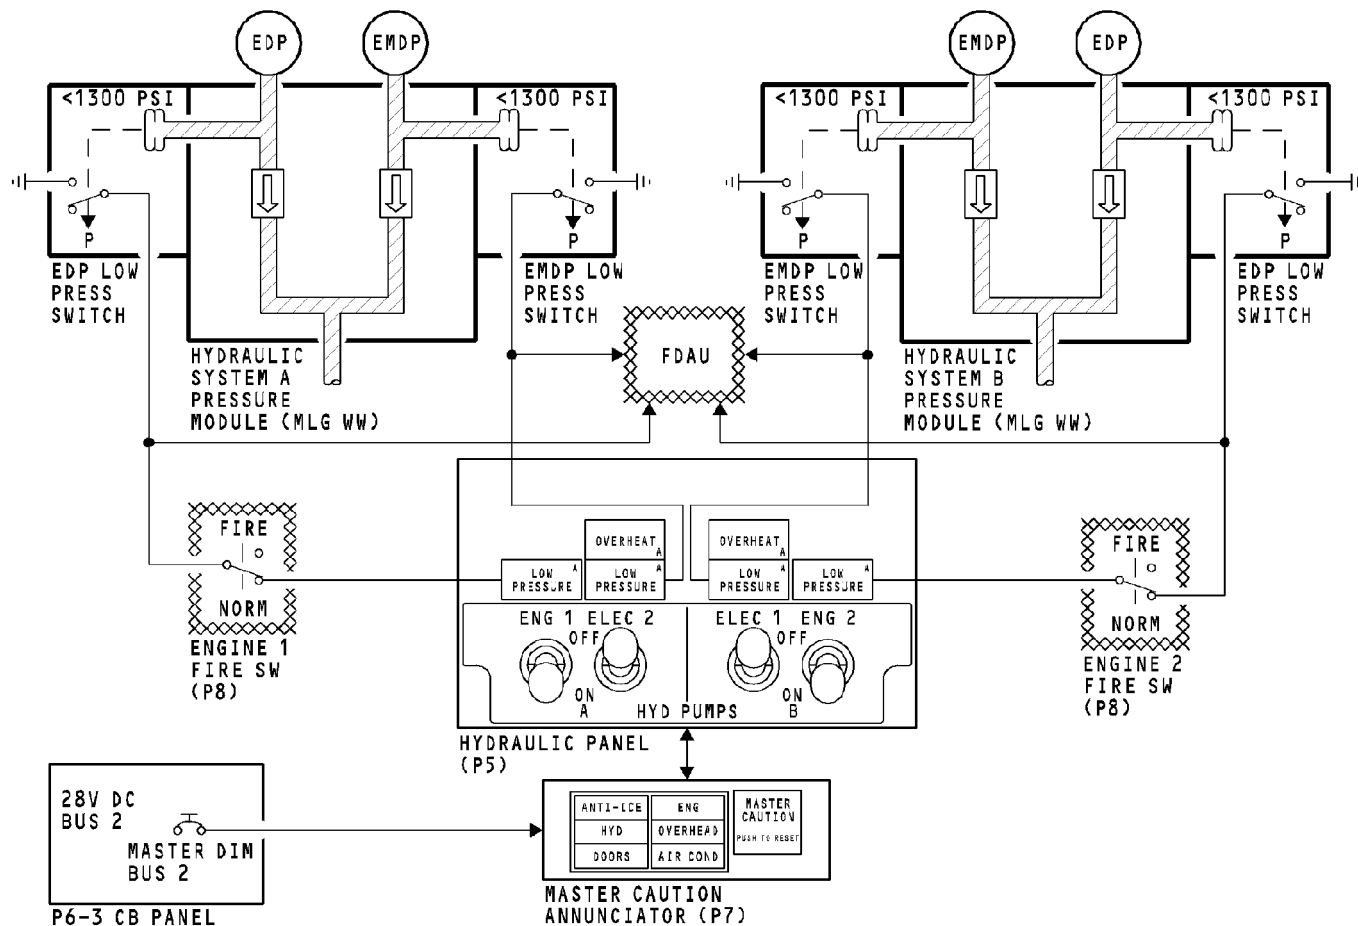 EDP
EMDP
EMDP
EDP
<1300 PSI
<1300 PSI
<1300 PSI
<1300 PSI
P
P
P
P
EDP LOW
PRESS
SWITCH
EMDP LOW
PRESS
SWITCH
EMDP LOW
PRESS
SWITCH
EDP LOW
PRESS
SWITCH
HYDRAULIC
SYSTEM A
PRESSURE
MODULE (MLG WW)
FDAU
HYDRAULIC
SYSTEM B
PRESSURE
MODULE (MLG WW)
FIRE
NORM
ENGINE 1
FIRE SW
(P8)
OVERHEAT
A
LOW
PRESSURE
A
LOW
PRESSURE
A
OVERHEAT
A
LOW
PRESSURE
A
LOW
PRESSURE
A
FIRE
NORM
ENGINE 2
FIRE SW
(P8)
ENG 1 ELEC 2
OFF
ELEC 1 ENG 2
OFF
ON
A
ON
B
HYD PUMPS
HYDRAULIC PANEL
(P5)
28V DC
BUS 2
MASTER DIM
BUS 2
P6-3 CB PANEL
ANTI-ICE
ENG
HYD
OVERHEAD
DOORS
AIR COND
MASTER
CAUTION
PUSH TO RESET
MASTER CAUTION
ANNUNCIATOR (P7)